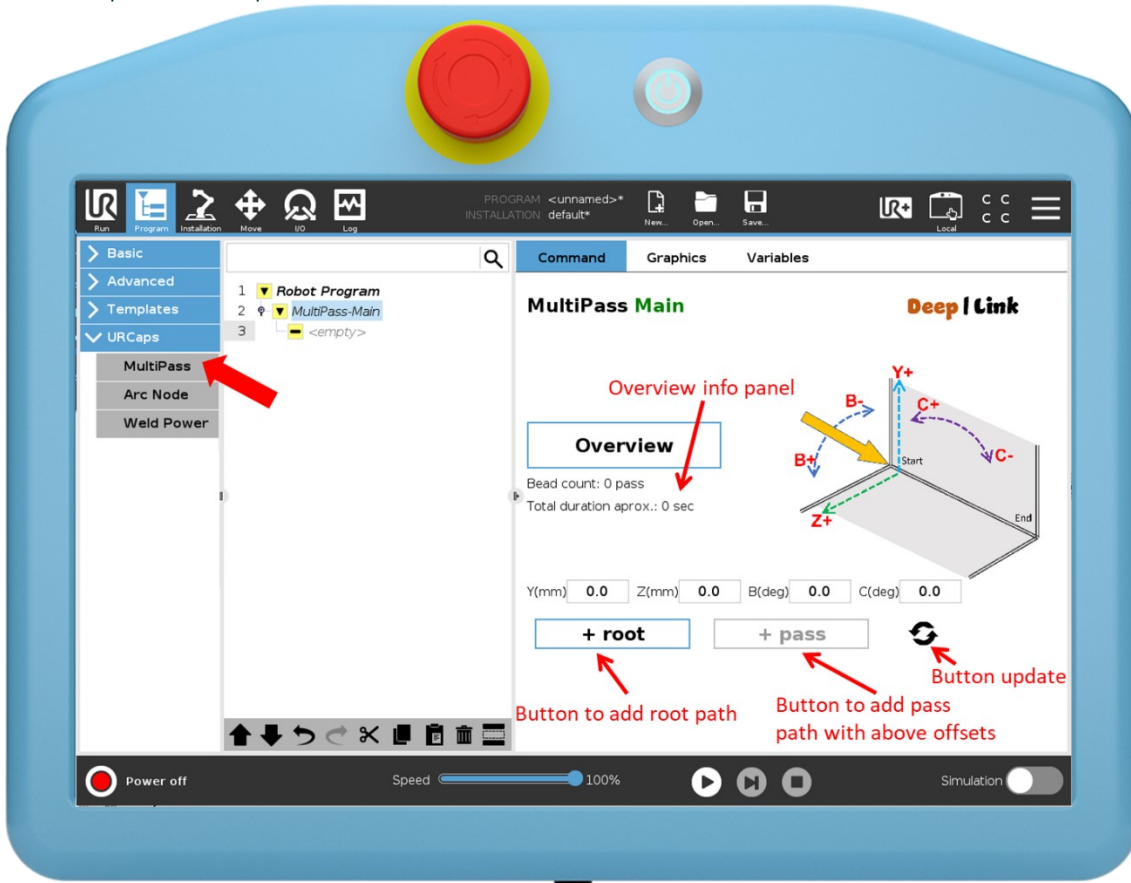 UR
Run
Program
Installation
Move
I/O
Log
PROGRAM <unnamed>*
INSTALLATION default*
New...
Open...
Save...
UR+
Local
C C
C C
Basic
Advanced
Templates
URCaps
MultiPass
Arc Node
Weld Power
1 Robot Program
2 MultiPass-Main
3 <empty>
Command Graphics Variables
MultiPass Main
Deep | Link
Overview info panel
Y+
B-
C+
B+
Start
C-
Z+
End
Overview
Bead count: 0 pass
Total duration aprox.: 0 sec
Y(mm) 0.0 Z(mm) 0.0 B(deg) 0.0 C(deg) 0.0
+ root + pass
Button update
Button to add root path
Button to add pass
path with above offsets
Power off
Speed 100%
Simulation